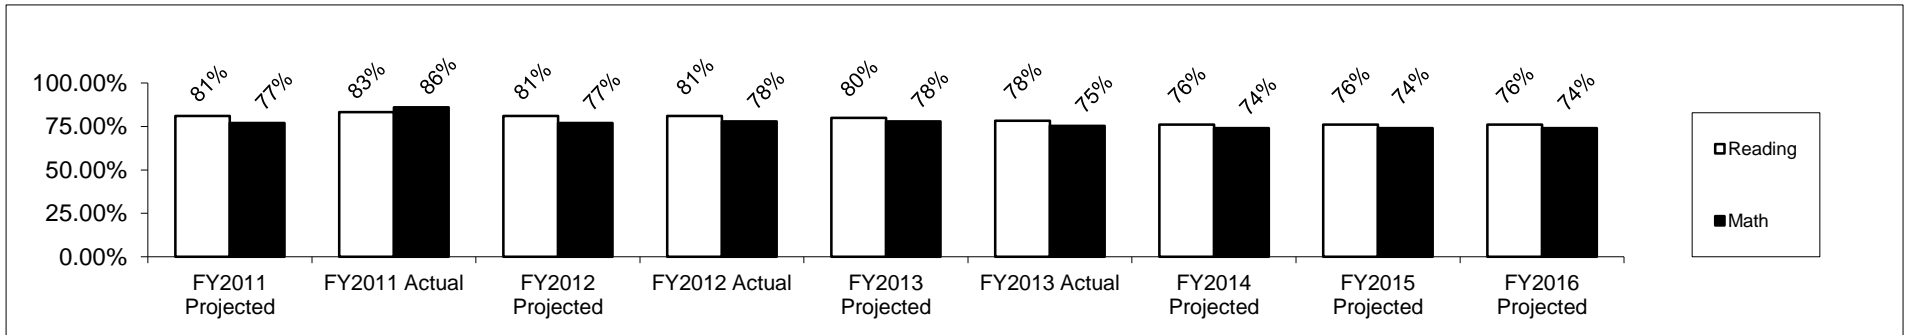 81% 77% 83% 86% 81% 77% 81% 78% 80% 78% 78% 75% 76% 74% 76% 74% 76% 74%
100.00%
75.00%
50.00%
25.00%
0.00%
FY2011 Projected
FY2011 Actual
FY2012 Projected
FY2012 Actual
FY2013 Projected
FY2013 Actual
FY2014 Projected
FY2015 Projected
FY2016 Projected
Reading
Math